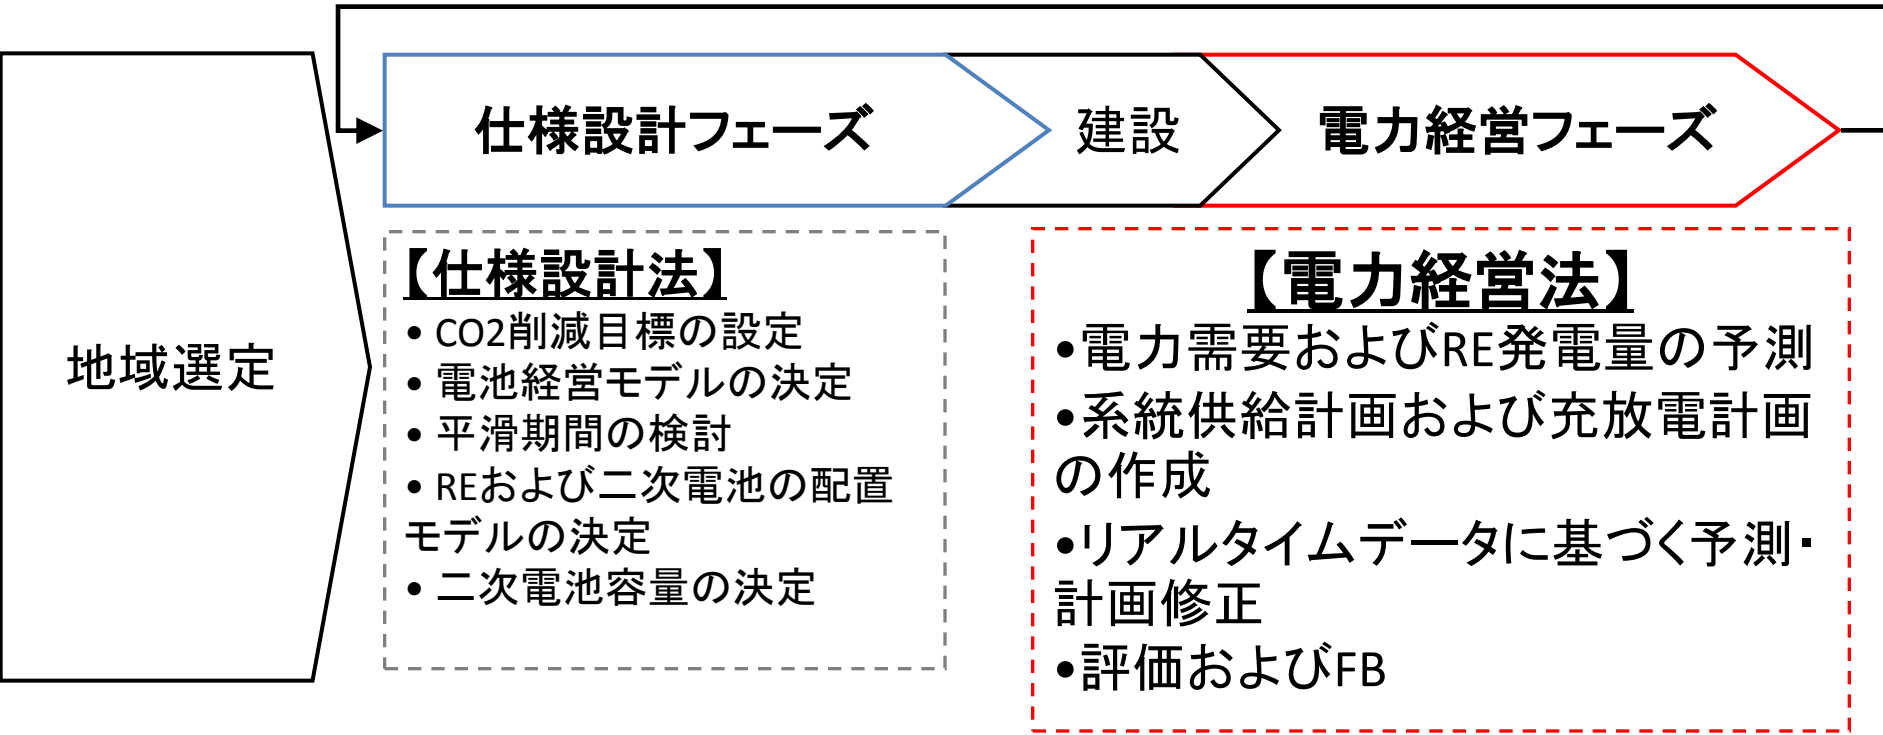 地域選定
仕様設計フェーズ
建設
電力経営フェーズ
【仕様設計法】
• CO2削減目標の設定
• 電池経営モデルの決定
• 平滑期間の検討
• REおよび二次電池の配置
モデルの決定
• 二次電池容量の決定
【電力経営法】
•電力需要およびRE発電量の予測
•系統供給計画および充放電計画
の作成
•リアルタイムデータに基づく予測・
計画修正
•評価およびFB